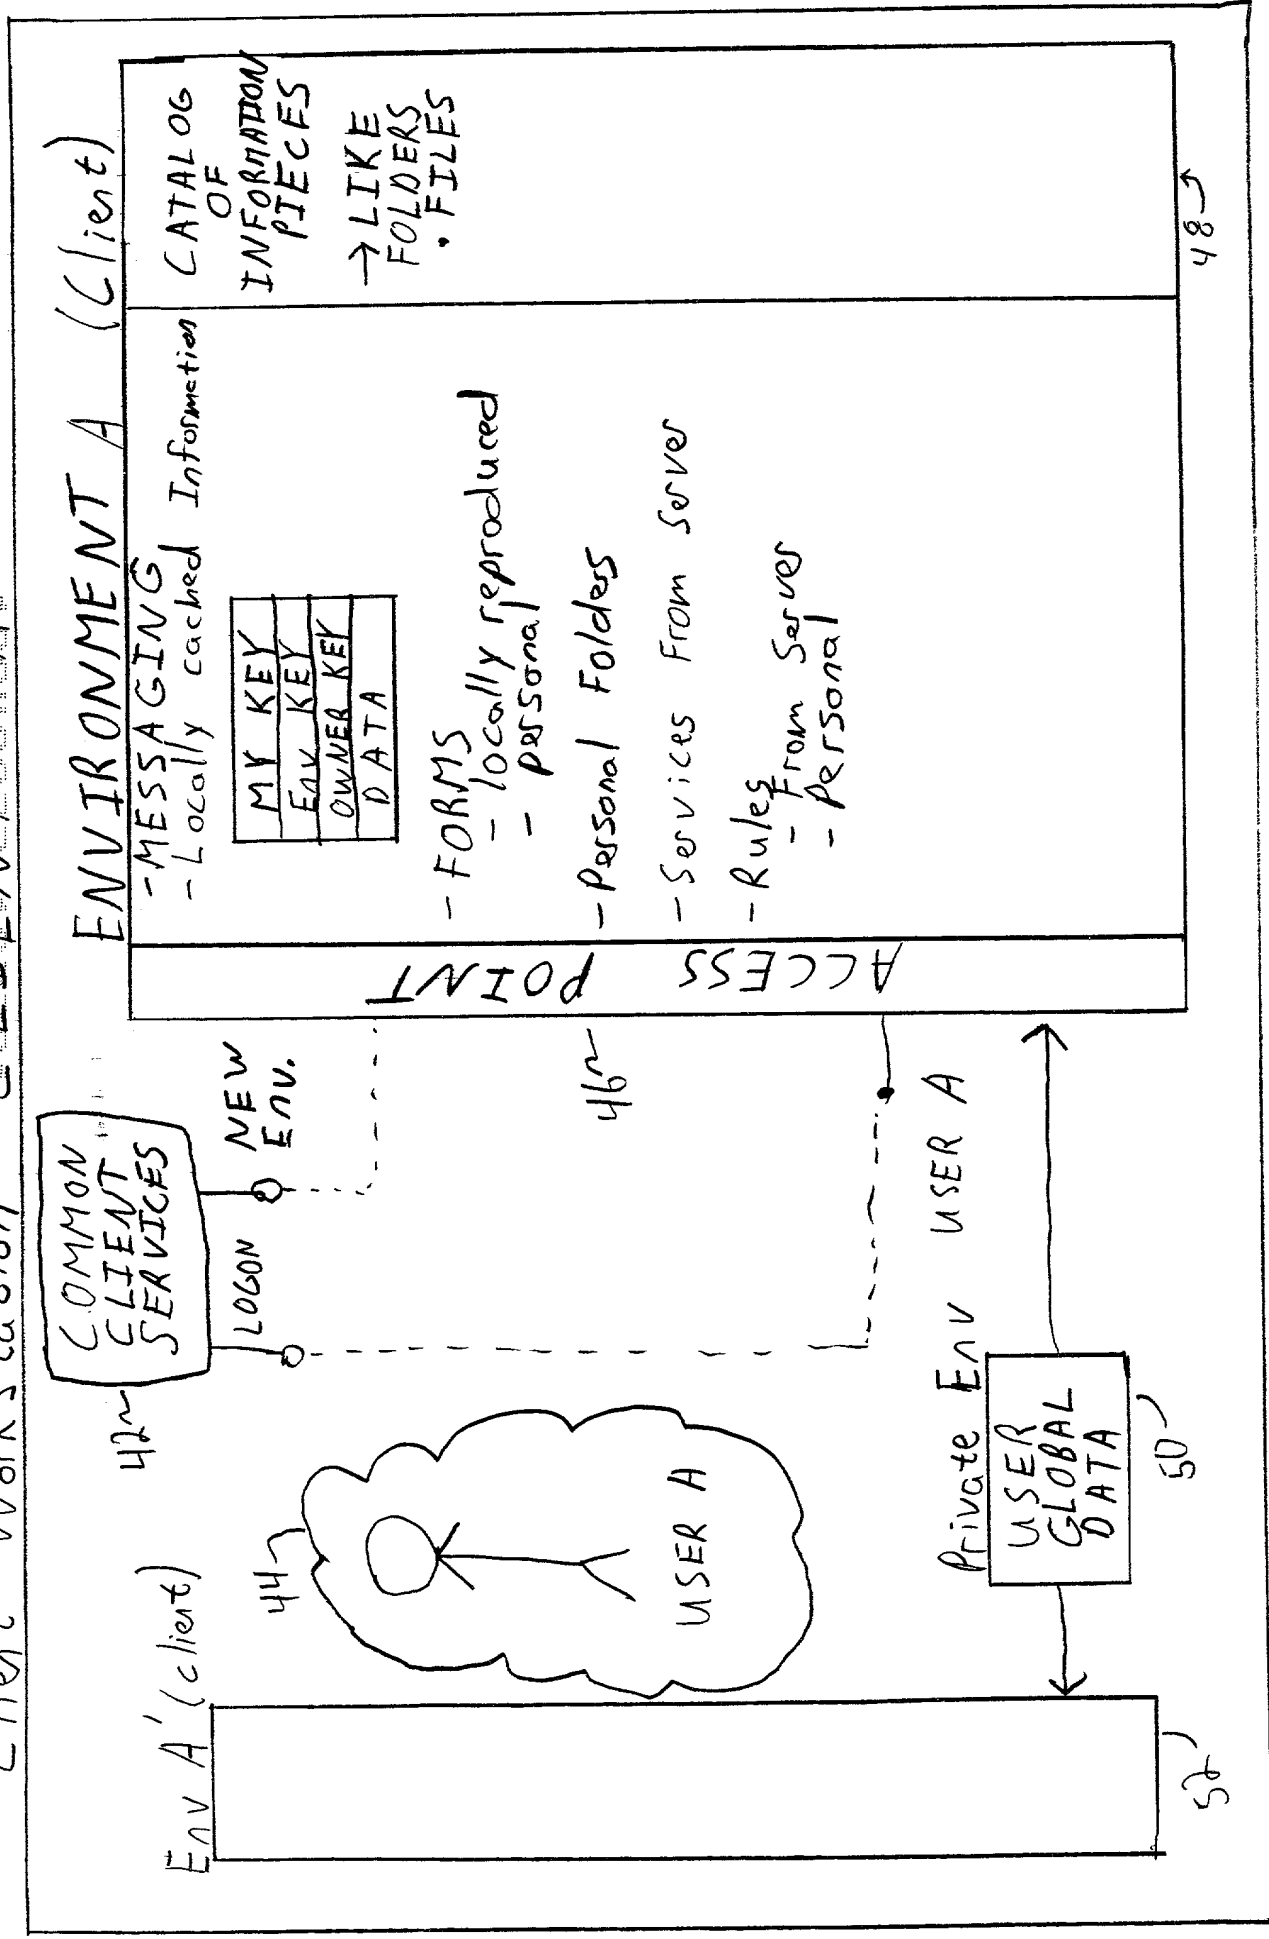 Client Workstation
ENVIRONMENT A (Client)
-MESSAGING
- Locally cached Information
MY KEY
Env KEY
OWNER KEY
DATA
- FORMS
- locally reproduced
- personal
- Personal Folders
- Services From Server
- Rules
- From Server
- Personal
CATALOG
OF
INFORMATION
PIECES
→ LIKE
FOLDERS
• FILES
48
ACCESS POINT
46
COMMON
CLIENT
SERVICES
42
LOGON
NEW
Env.
Env A' (client)
44
USER A
Private Env USER A
USER
GLOBAL
DATA
50
52